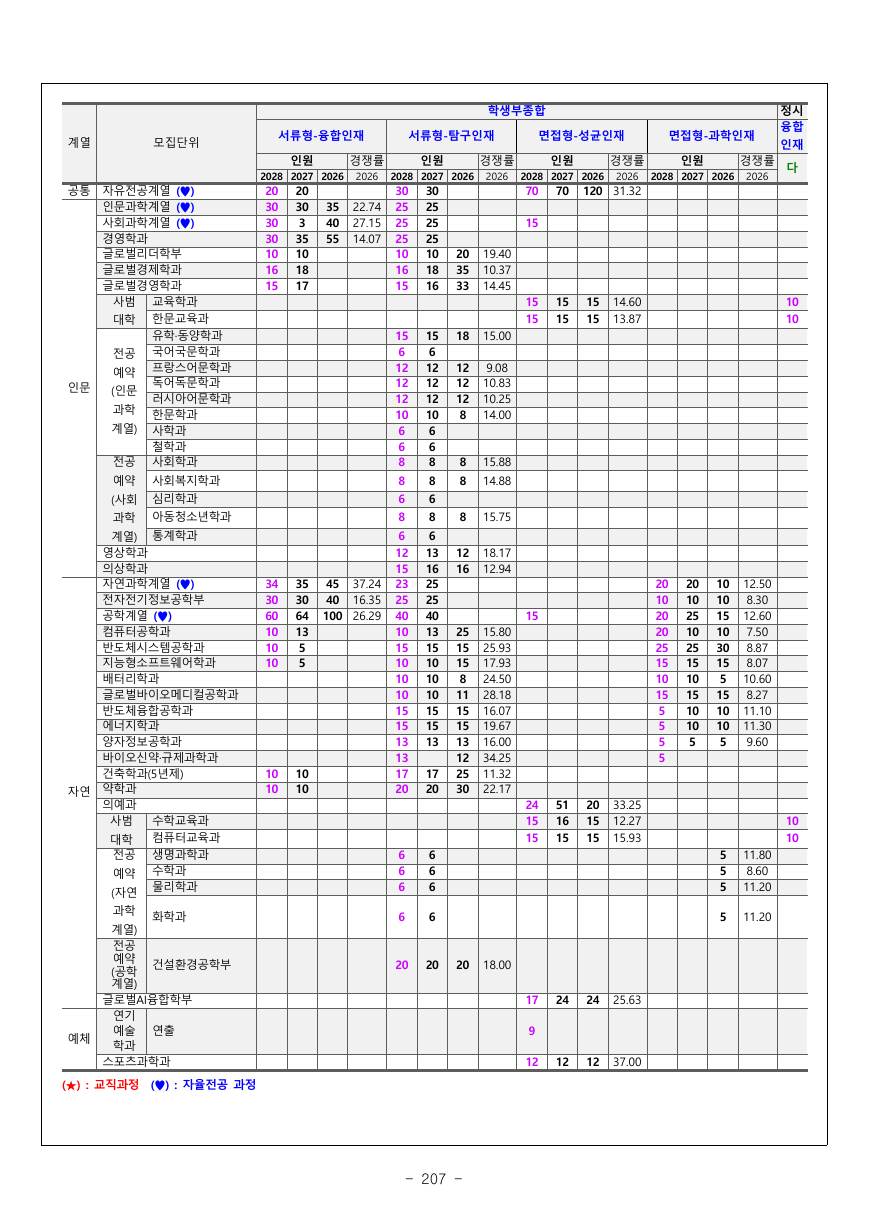 학생부종합 정시
계열 모집단위 서류형-융합인재 서류형-탐구인재 면접형-성균인재 면접형-과학인재 융합 인재
인원 경쟁률 인원 경쟁률 인원 경쟁률 인원 경쟁률 다
2028 2027 2026 2026 2028 2027 2026 2026 2028 2027 2026 2026 2028 2027 2026 2026
공통 자유전공계열 (♥) 20 20 30 30 70 70 120 31.32
인문과학계열 (♥) 30 30 35 22.74 25 25
사회과학계열 (♥) 30 3 40 27.15 25 25 15
경영학과 30 35 55 14.07 25 25
글로벌리더학부 10 10 10 10 20 19.40
글로벌경제학과 16 18 16 18 35 10.37
글로벌경영학과 15 17 15 16 33 14.45
사범 교육학과 15 15 15 14.60 10
대학 한문교육과 15 15 15 13.87 10
유학·동양학과 15 15 18 15.00
전공 국어국문학과 6 6
예약 프랑스어문학과 12 12 12 9.08
인문 (인문 독어독문학과 12 12 12 10.83
러시아어문학과 12 12 12 10.25
과학 한문학과 10 10 8 14.00
계열) 사학과 6 6
철학과 6 6
전공 사회학과 8 8 8 15.88
예약 사회복지학과 8 8 8 14.88
(사회 심리학과 6 6
과학 아동청소년학과 8 8 8 15.75
계열) 통계학과 6 6
영상학과 12 13 12 18.17
의상학과 15 16 16 12.94
자연과학계열 (♥) 34 35 45 37.24 23 25 20 20 10 12.50
전자전기정보공학부 30 30 40 16.35 25 25 10 10 10 8.30
공학계열 (♥) 60 64 100 26.29 40 40 15 20 25 15 12.60
컴퓨터공학과 10 13 10 13 25 15.80 20 10 10 7.50
반도체시스템공학과 10 5 15 15 15 25.93 25 25 30 8.87
지능형소프트웨어학과 10 5 10 10 15 17.93 15 15 15 8.07
배터리학과 10 10 8 24.50 10 10 5 10.60
글로벌바이오메디컬공학과 10 10 11 28.18 15 15 15 8.27
반도체융합공학과 15 15 15 16.07 5 10 10 11.10
에너지학과 15 15 15 19.67 5 10 10 11.30
양자정보공학과 13 13 13 16.00 5 5 5 9.60
바이오신약·규제과학과 13 12 34.25 5
건축학과(5년제) 10 10 17 17 25 11.32
자연 약학과 10 10 20 20 30 22.17
의예과 24 51 20 33.25
사범 수학교육과 15 16 15 12.27 10
대학 컴퓨터교육과 15 15 15 15.93 10
전공 생명과학과 6 6 5 11.80
예약 수학과 6 6 5 8.60
(자연 물리학과 6 6 5 11.20
과학 화학과 6 6 5 11.20
계열)
전공
예약
(공학 건설환경공학부 20 20 20 18.00
계열)
글로벌AI융합학부 17 24 24 25.63
연기
예체 예술 연출 9
학과
스포츠과학과 12 12 12 37.00
(★) : 교직과정 (♥) : 자율전공 과정
- 207 -